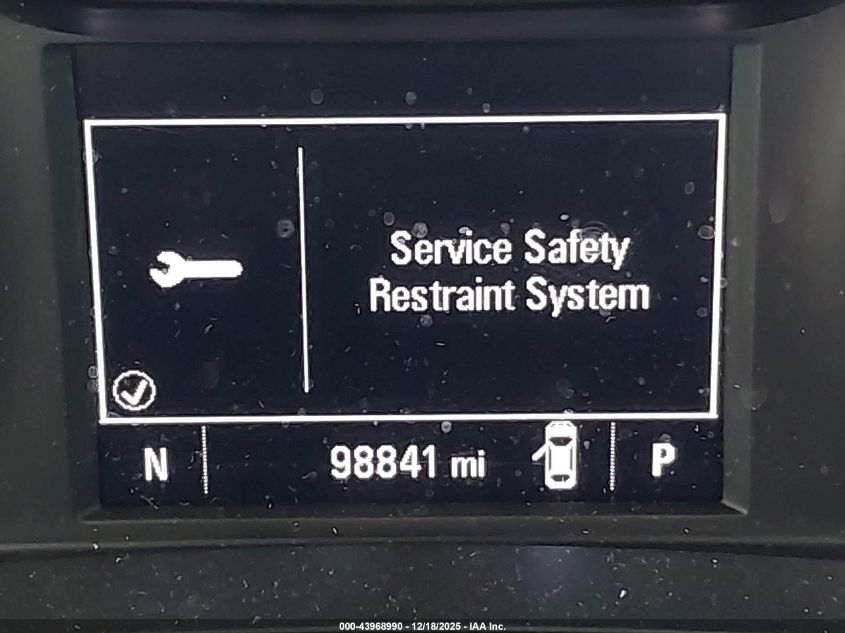 Service Safety
Restraint System
N 98841 mi P
000-43968990 - 12/18/2025 - IAA Inc.